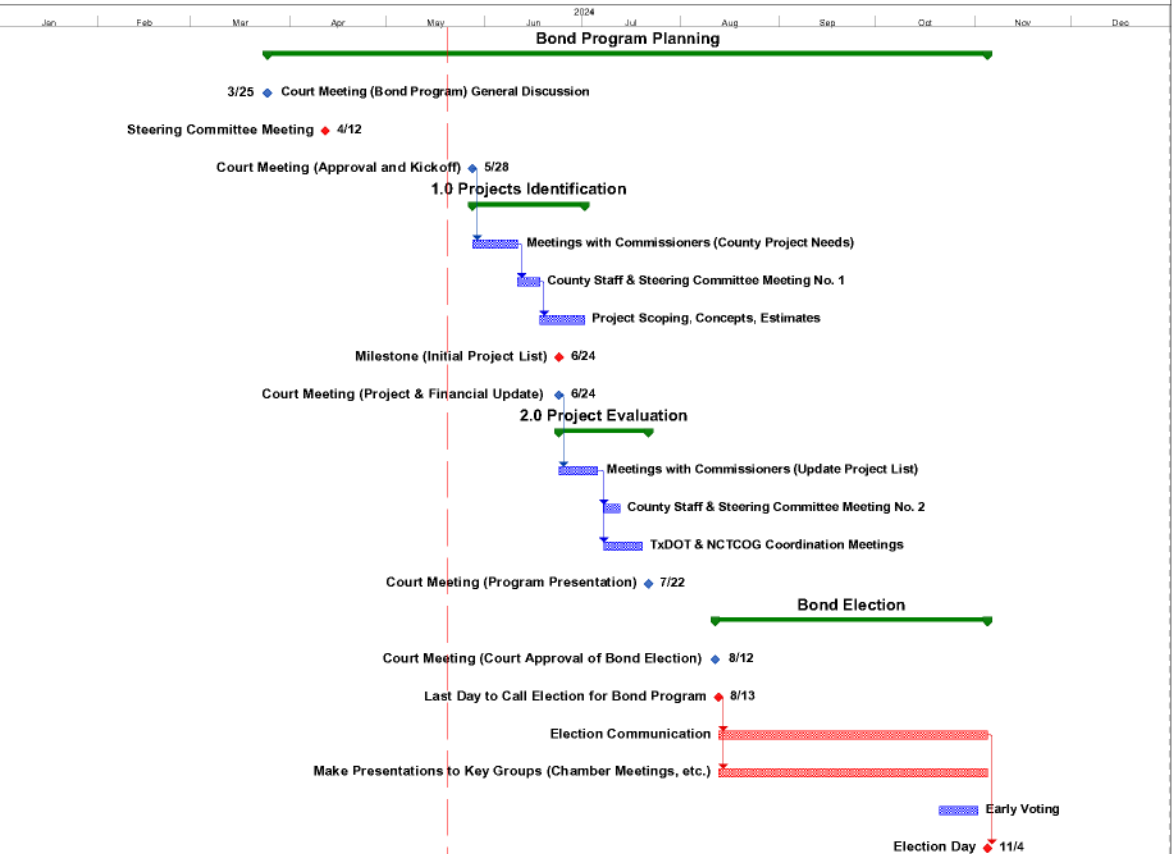 2024
Jan Feb Mar Apr May Jun Jul Aug Sep Oct Nov Dec
Bond Program Planning
3/25 Court Meeting (Bond Program) General Discussion
Steering Committee Meeting 4/12
Court Meeting (Approval and Kickoff) 5/28
1.0 Projects Identification
Meetings with Commissioners (County Project Needs)
County Staff & Steering Committee Meeting No. 1
Project Scoping, Concepts, Estimates
Milestone (Initial Project List) 6/24
Court Meeting (Project & Financial Update) 6/24
2.0 Project Evaluation
Meetings with Commissioners (Update Project List)
County Staff & Steering Committee Meeting No. 2
TxDOT & NCTCOG Coordination Meetings
Court Meeting (Program Presentation) 7/22
Bond Election
Court Meeting (Court Approval of Bond Election) 8/12
Last Day to Call Election for Bond Program 8/13
Election Communication
Make Presentations to Key Groups (Chamber Meetings, etc.)
Early Voting
Election Day 11/4